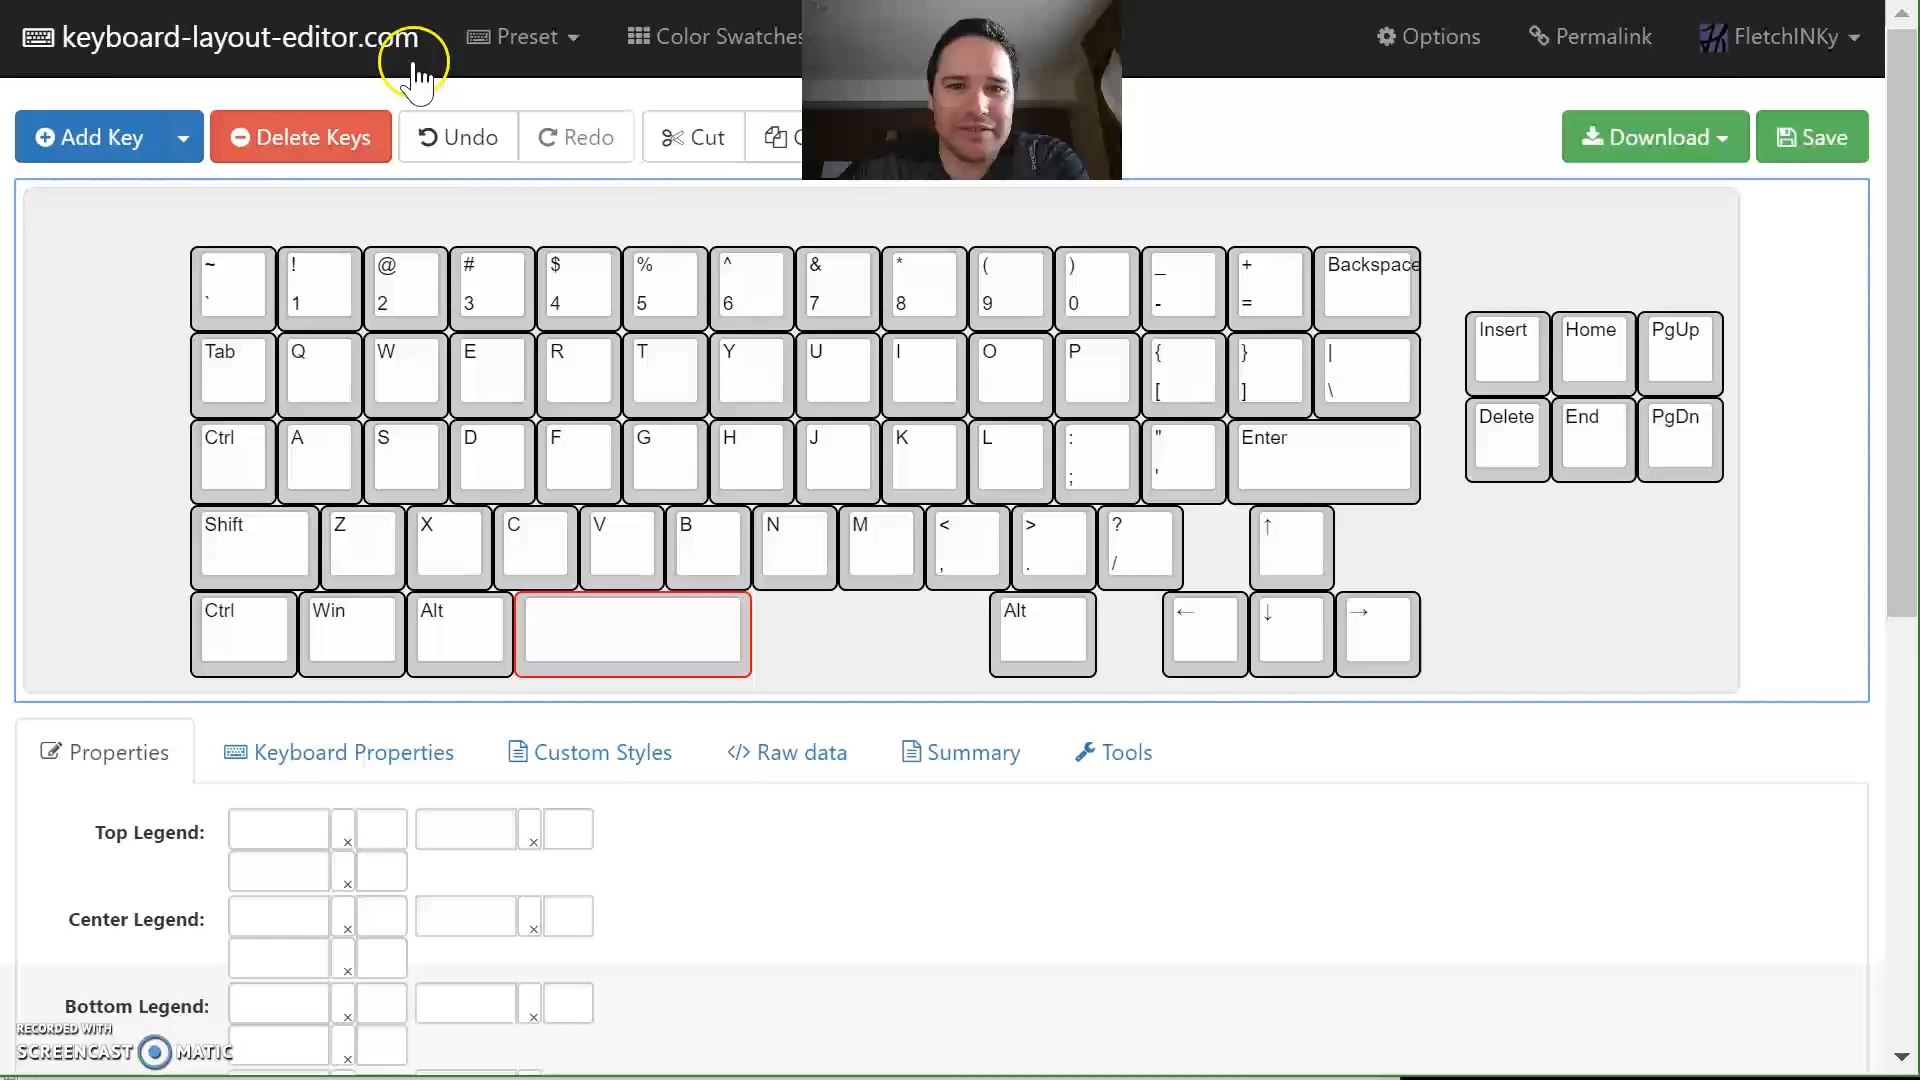 keyboard-layout-editor.com Preset Color Swatches Options Permalink FletchINKy
Add Key Delete Keys Undo Redo Cut C Download Save
~ ! @ # $ % ^ & * ( ) _ + Backspace
` 1 2 3 4 5 6 7 8 9 0 - =
Insert Home PgUp
Tab Q W E R T Y U I O P { } |
[ ] \
Delete End PgDn
Ctrl A S D F G H J K L : " Enter
; '
Shift Z X C V B N M < > ? ↑
, . /
Ctrl Win Alt Alt ← ↓ →
Properties Keyboard Properties Custom Styles Raw data Summary Tools
Top Legend:
Center Legend:
Bottom Legend:
RECORDED WITH
SCREENCAST MATIC